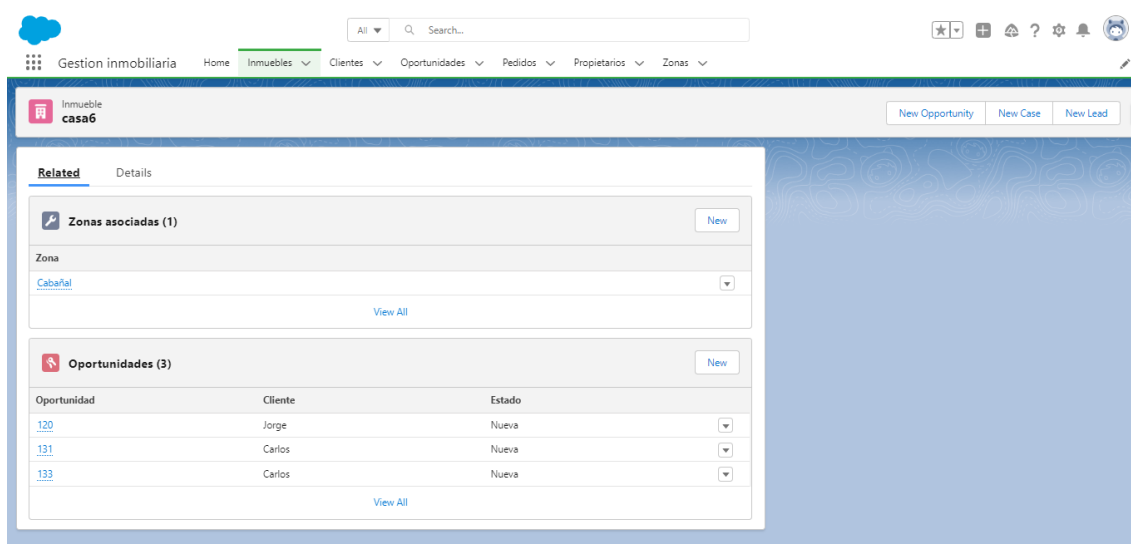 All Search...
Gestion inmobiliaria Home Inmuebles Clientes Oportunidades Pedidos Propietarios Zonas
Inmueble
casa6
New Opportunity New Case New Lead
Related Details
Zonas asociadas (1) New
Zona
Cabañal
View All
Oportunidades (3) New
Oportunidad Cliente Estado
120 Jorge Nueva
131 Carlos Nueva
133 Carlos Nueva
View All